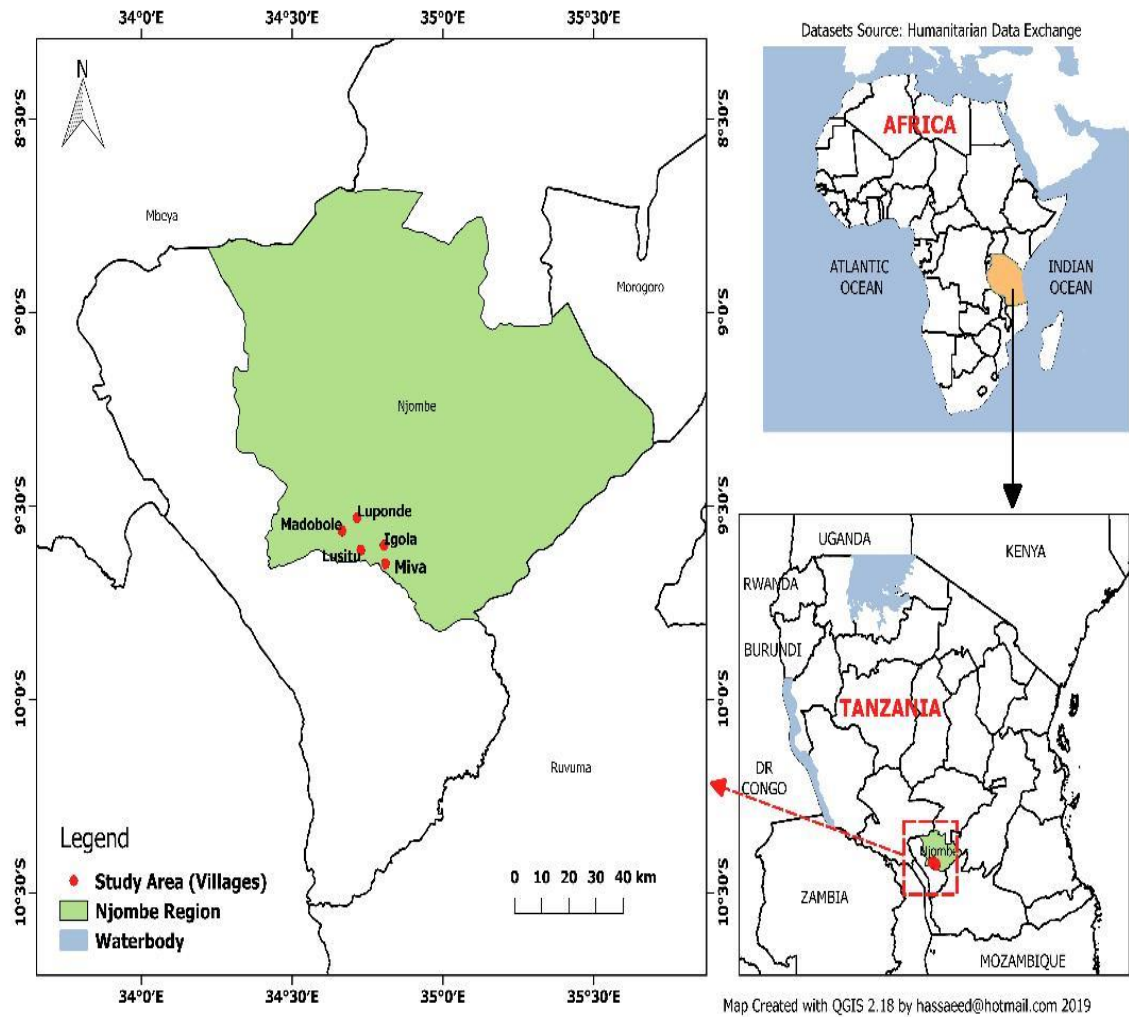 34°0'E 34°30'E 35°0'E 35°30'E
N
8°30'S
9°0'S
9°30'S
10°0'S
10°30'S
Mbeya
Morogoro
Njombe
Luponde
Madobole
Igola
Lusitu
Miva
Ruvuma
Legend
Study Area (Villages)
Njombe Region
Waterbody
0 10 20 30 40 km
34°0'E 34°30'E 35°0'E 35°30'E
Datasets Source: Humanitarian Data Exchange
AFRICA
ATLANTIC
OCEAN
INDIAN
OCEAN
8°30'S
9°0'S
9°30'S
10°0'S
10°30'S
UGANDA
KENYA
RWANDA
BURUNDI
TANZANIA
DR
CONGO
Njombe
ZAMBIA
MOZAMBIQUE
Map Created with QGIS 2.18 by hassaeed@hotmail.com 2019